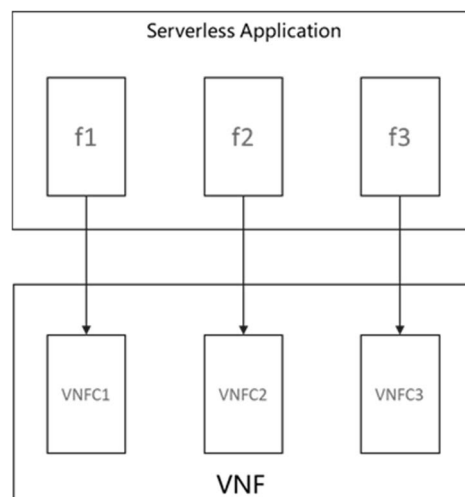 Serverless Application
f1 f2 f3
VNFC1 VNFC2 VNFC3
VNF